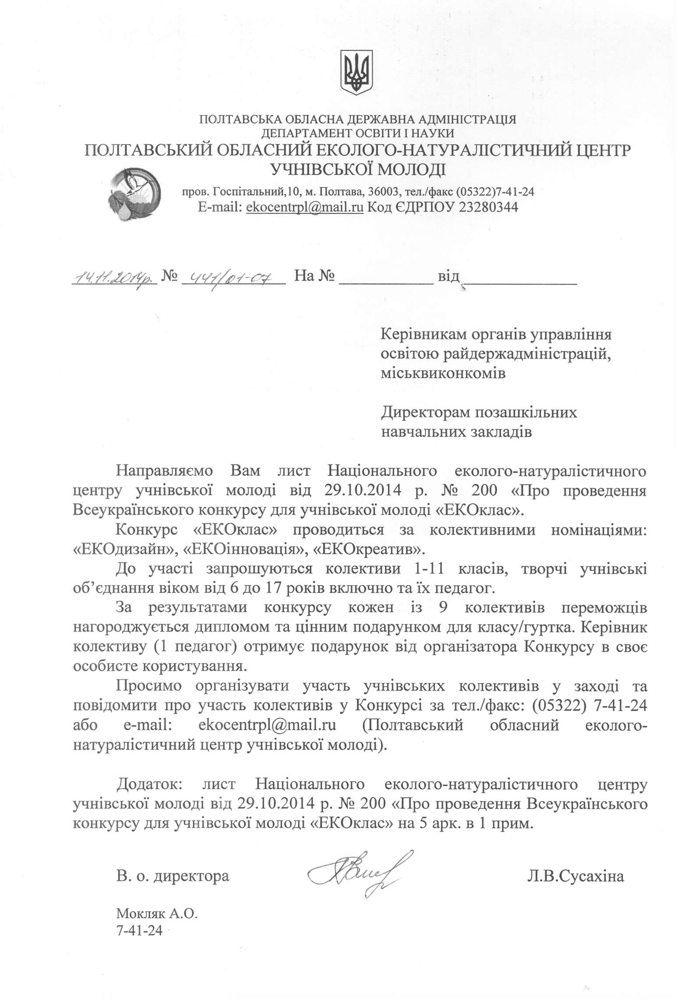 ПОЛТАВСЬКА ОБЛАСНА ДЕРЖАВНА АДМІНІСТРАЦІЯ
ДЕПАРТАМЕНТ ОСВІТИ І НАУКИ
ПОЛТАВСЬКИЙ ОБЛАСНИЙ ЕКОЛОГО-НАТУРАЛІСТИЧНИЙ ЦЕНТР
УЧНІВСЬКОЇ МОЛОДІ
пров. Госпітальний,10, м. Полтава, 36003, тел./факс (05322)7-41-24
E-mail: ekocentrpl@mail.ru Код ЄДРПОУ 23280344
14.11.2014р. № 441/01-07 На № ____________ від ______________
Керівникам органів управління
освітою райдержадміністрацій,
міськвиконкомів
Директорам позашкільних
навчальних закладів
Направляємо Вам лист Національного еколого-натуралістичного
центру учнівської молоді від 29.10.2014 р. № 200 «Про проведення
Всеукраїнського конкурсу для учнівської молоді «ЕКОклас».
Конкурс «ЕКОклас» проводиться за колективними номінаціями:
«ЕКОдизайн», «ЕКОінновація», «ЕКОкреатив».
До участі запрошуються колективи 1-11 класів, творчі учнівські
об’єднання віком від 6 до 17 років включно та їх педагог.
За результатами конкурсу кожен із 9 колективів переможців
нагороджується дипломом та цінним подарунком для класу/гуртка. Керівник
колективу (1 педагог) отримує подарунок від організатора Конкурсу в своє
особисте користування.
Просимо організувати участь учнівських колективів у заході та
повідомити про участь колективів у Конкурсі за тел./факс: (05322) 7-41-24
або e-mail: ekocentrpl@mail.ru (Полтавський обласний еколого-
натуралістичний центр учнівської молоді).
Додаток: лист Національного еколого-натуралістичного центру
учнівської молоді від 29.10.2014 р. № 200 «Про проведення Всеукраїнського
конкурсу для учнівської молоді «ЕКОклас» на 5 арк. в 1 прим.
В. о. директора Л.В.Сусахіна
Мокляк А.О.
7-41-24